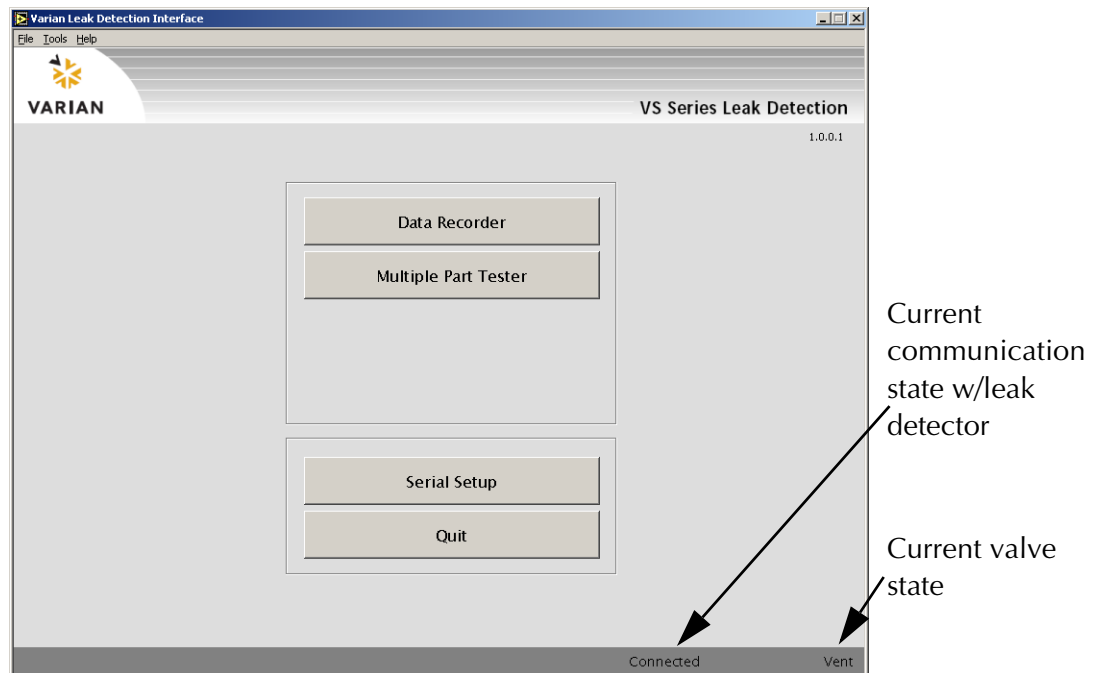 Varian Leak Detection Interface
File Tools Help
VARIAN
VS Series Leak Detection
1.0.0.1
Data Recorder
Multiple Part Tester
Serial Setup
Quit
Connected
Vent
Current
communication
state w/leak
detector
Current valve
state